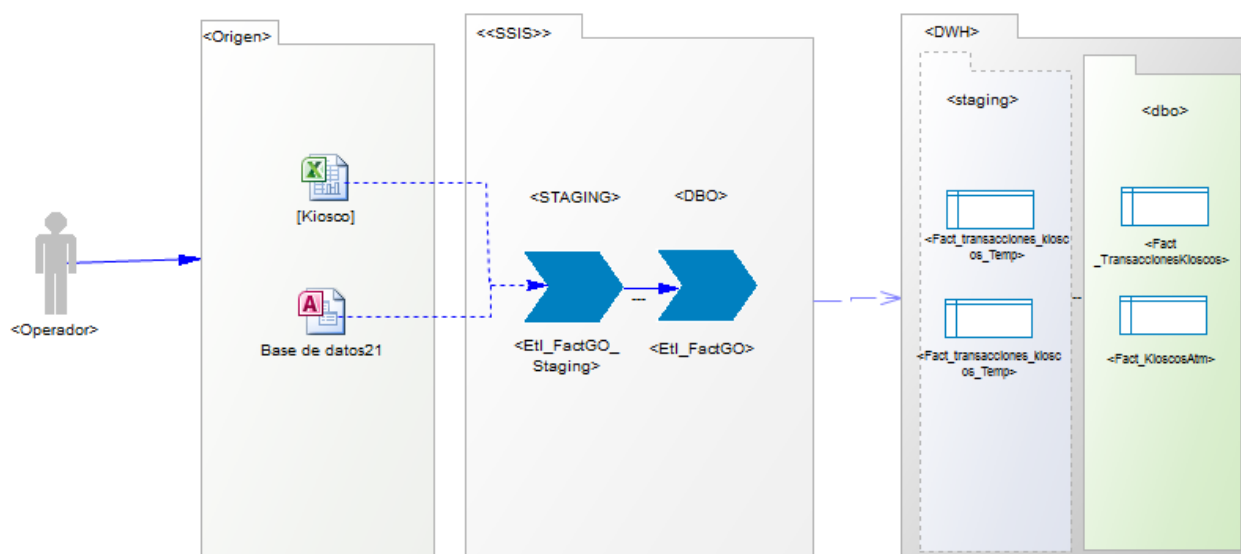 <Origen>
<<SSIS>>
<DWH>
<staging>
<dbo>
[Kiosco]
<STAGING>
<DBO>
<Fact_transacciones_kiosc
os_Temp>
<Fact
_TransaccionesKioscos>
---
--
<Operador>
Base de datos21
<Etl_FactGO_
Staging>
<Etl_FactGO>
<Fact_transacciones_kiosc
os_Temp>
<Fact_KioscosAtm>